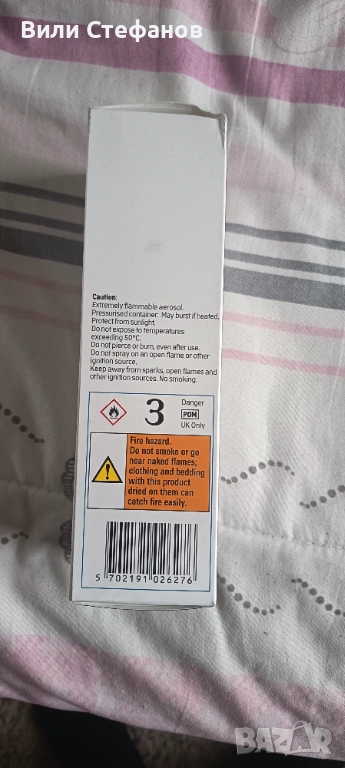 Вили Стефанов
Caution:
Extremely flammable aerosol.
Pressurised container: May burst if heated.
Protect from sunlight.
Do not expose to temperatures
exceeding 50°C.
Do not pierce or burn, even after use.
Do not spray on an open flame or other
ignition source.
Keep away from sparks, open flames and
other ignition sources. No smoking.
3
Danger
POM
UK Only
Fire hazard.
Do not smoke or go
near naked flames,
clothing and bedding
with this product
dried on them can
catch fire easily.
5 702191 026276
BAZAR